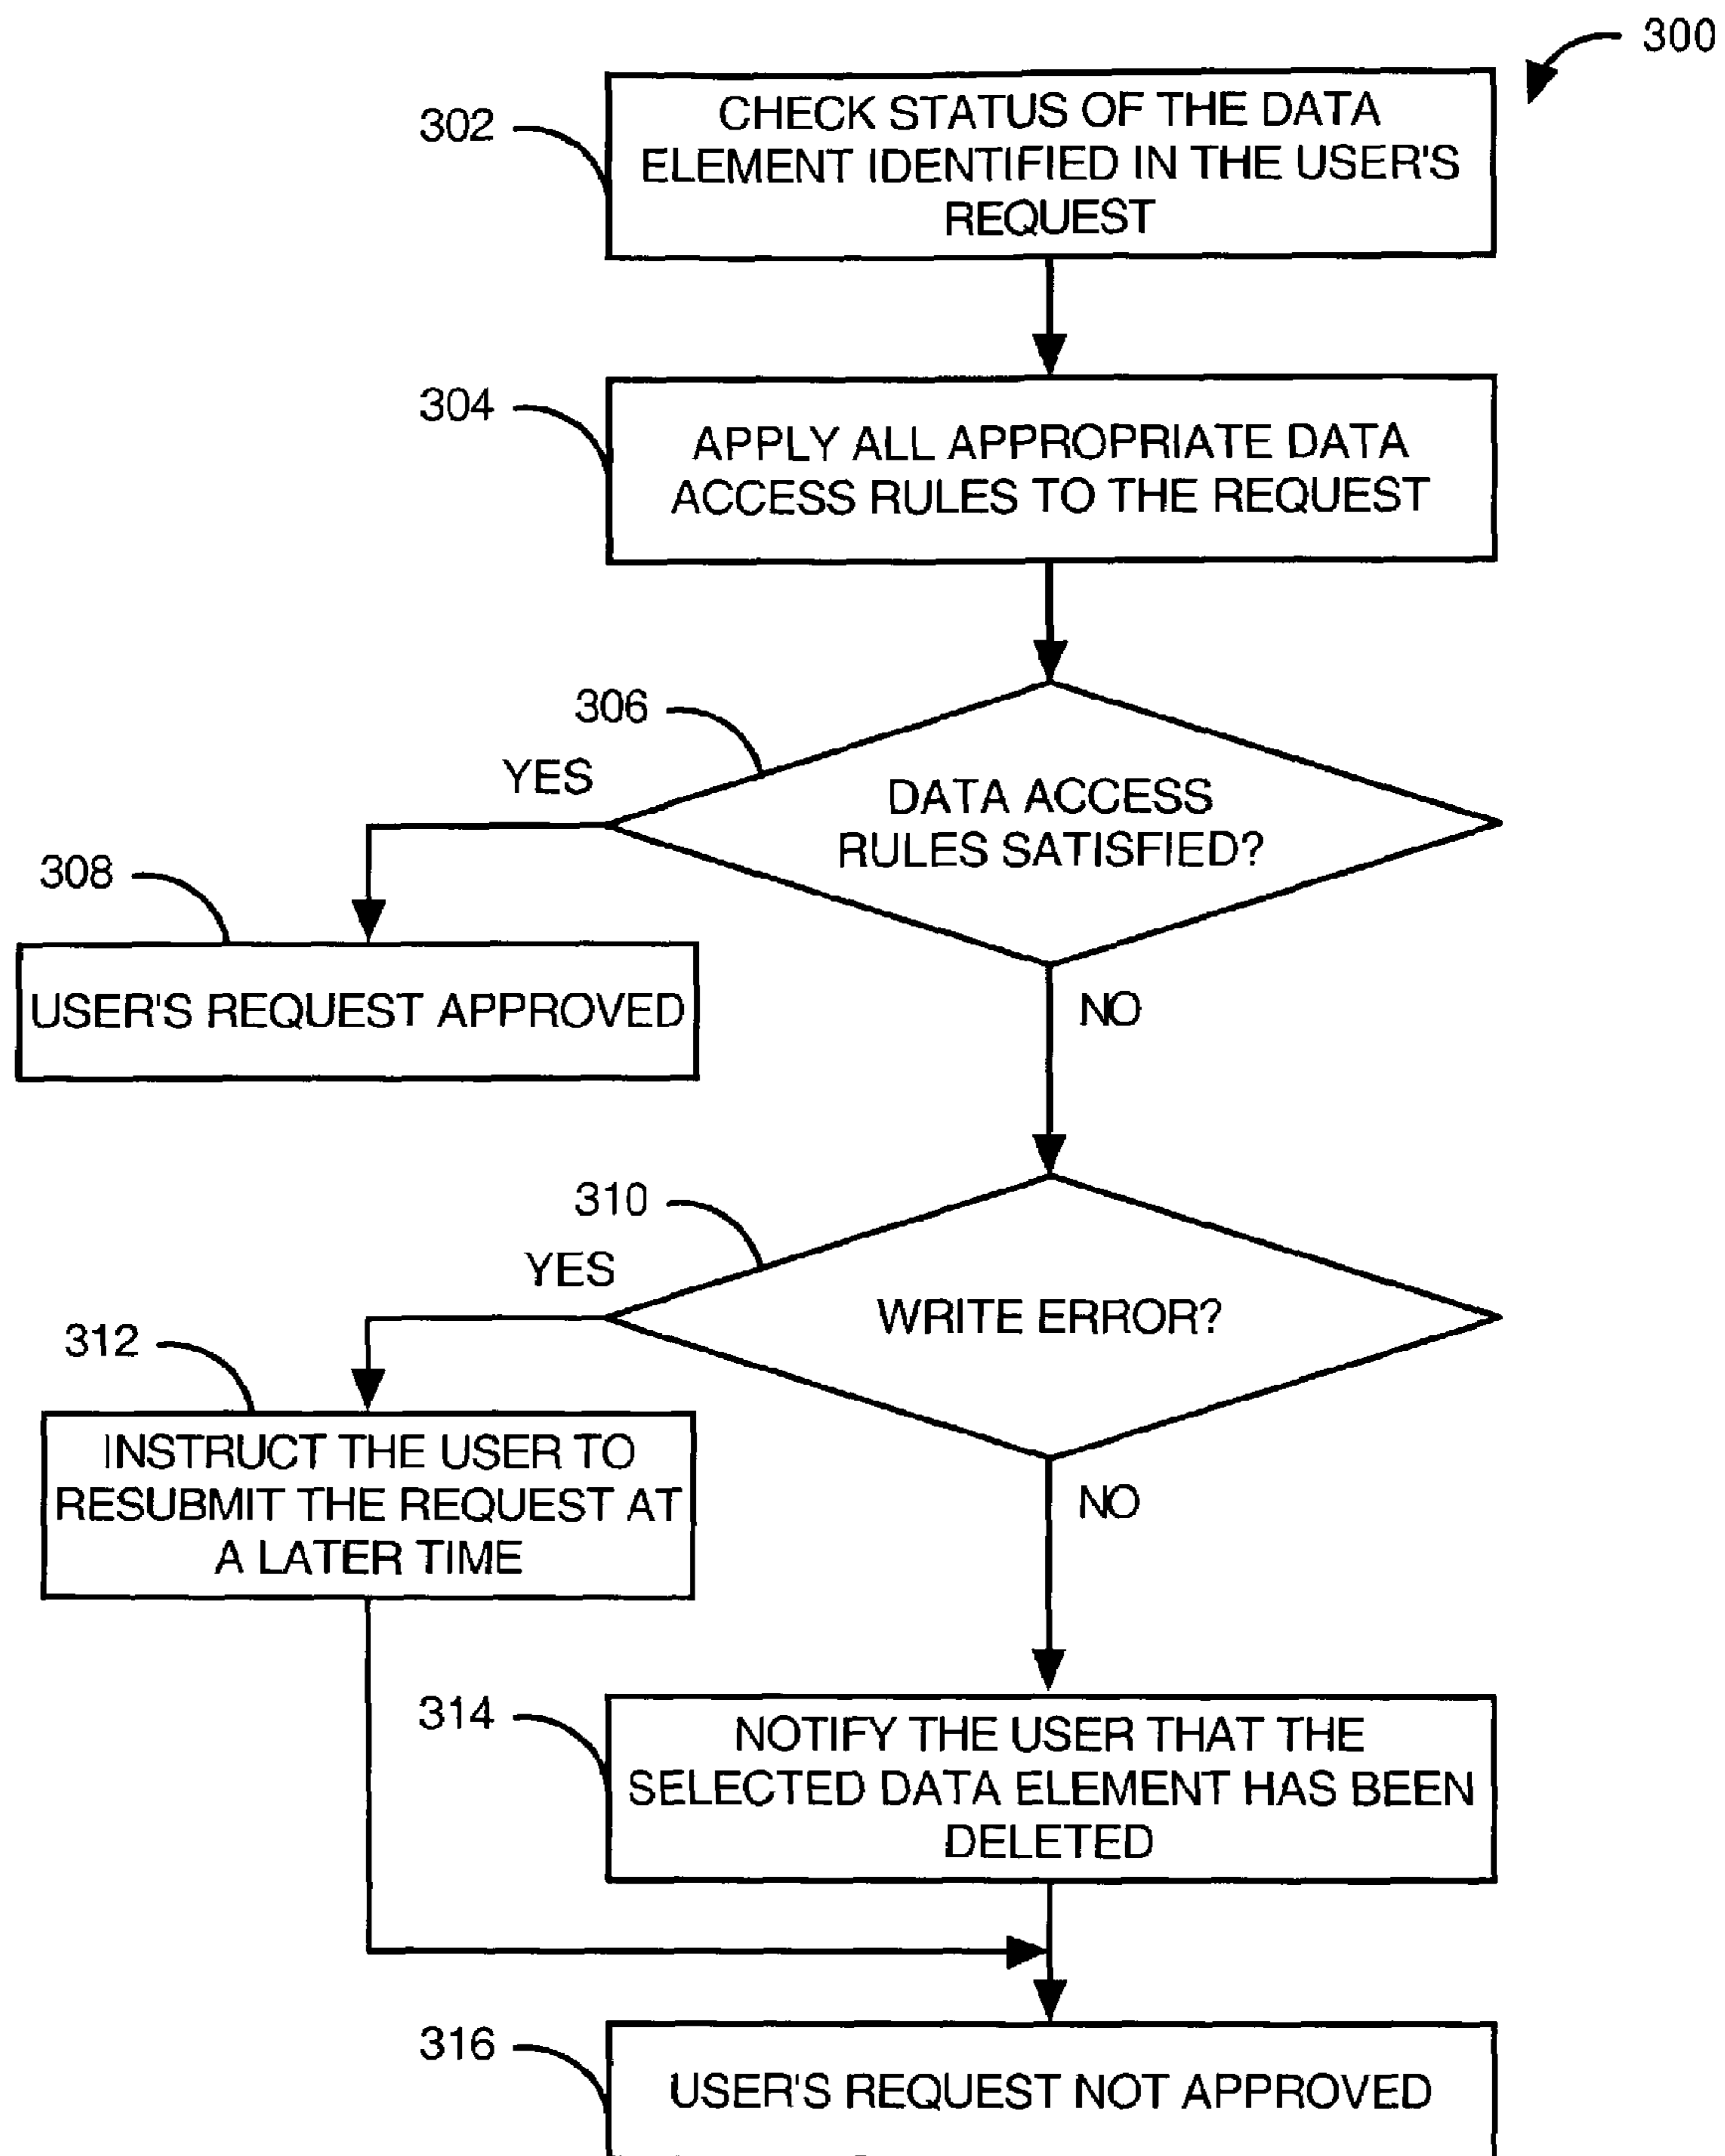 300
302
CHECK STATUS OF THE DATA
ELEMENT IDENTIFIED IN THE USER'S
REQUEST
304
APPLY ALL APPROPRIATE DATA
ACCESS RULES TO THE REQUEST
306
YES
DATA ACCESS
RULES SATISFIED?
308
USER'S REQUEST APPROVED
NO
310
YES
WRITE ERROR?
312
INSTRUCT THE USER TO
RESUBMIT THE REQUEST AT
A LATER TIME
NO
314
NOTIFY THE USER THAT THE
SELECTED DATA ELEMENT HAS BEEN
DELETED
316
USER'S REQUEST NOT APPROVED